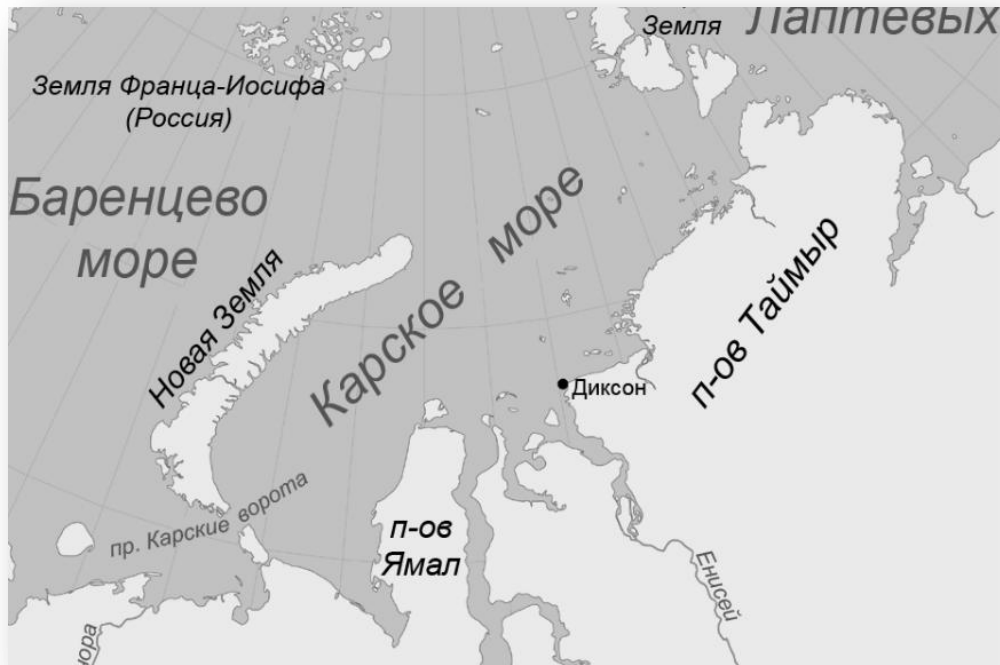 Земля
Лаптевых
Земля Франца-Иосифа
(Россия)
Баренцево
море
Новая Земля
Карское море
п-ов Таймыр
Диксон
пр. Карские ворота
п-ов
Ямал
Енисей